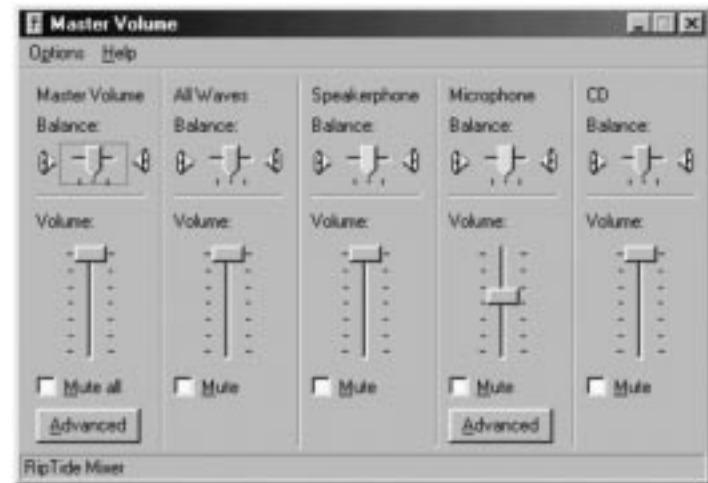 Master Volume
Options Help
Master Volume All Waves Speakerphone Microphone CD
Balance: Balance: Balance: Balance: Balance:
Volume: Volume: Volume: Volume: Volume:
Mute all Mute Mute Mute Mute
Advanced Advanced
RipTide Mixer